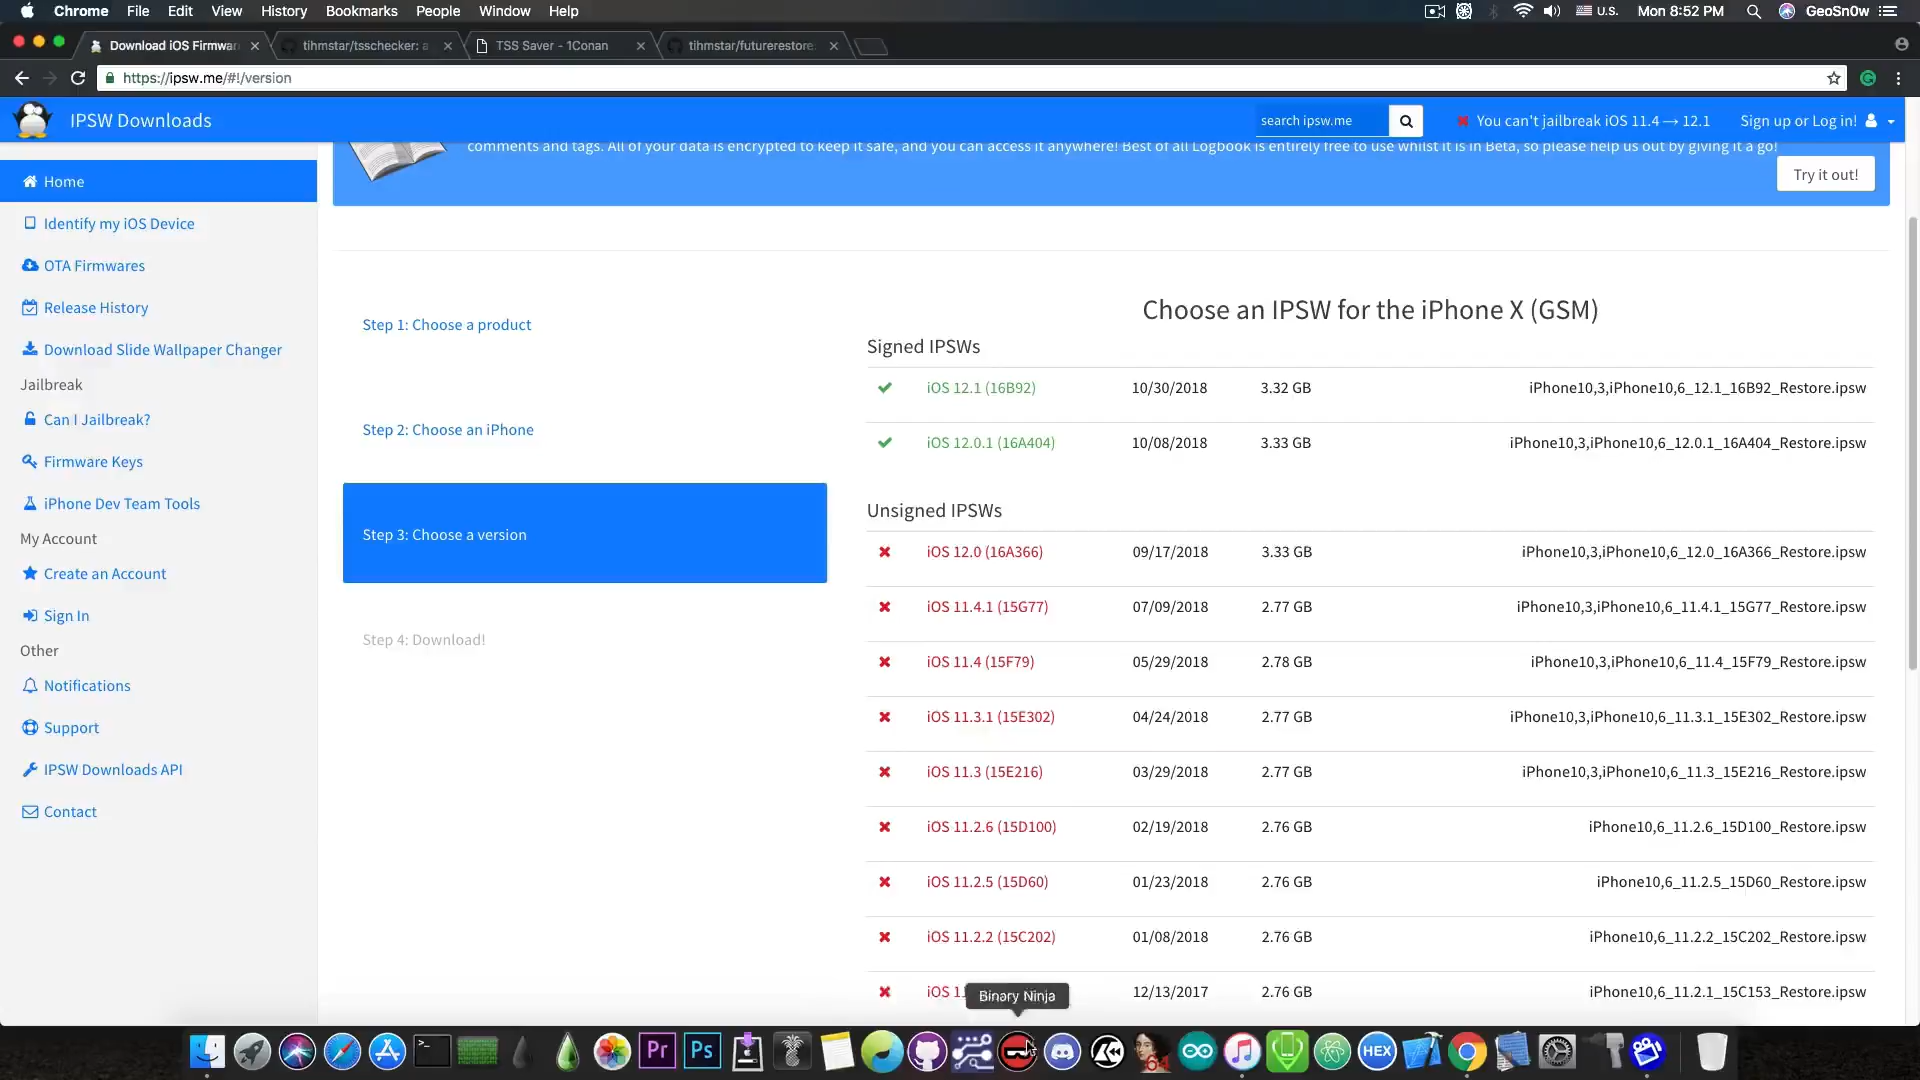 Chrome File Edit View History Bookmarks People Window Help
U.S. Mon 8:52 PM GeoSn0w
Download iOS Firmwar
tihmstar/tsschecker: a
TSS Saver - 1Conan
tihmstar/futurerestore:
https://ipsw.me/#!/version
IPSW Downloads
search ipsw.me
You can't jailbreak iOS 11.4 → 12.1
Sign up or Log in!
comments and tags. All of your data is encrypted to keep it safe, and you can access it anywhere! Best of all Logbook is entirely free to use whilst it is in Beta, so please help us out by giving it a go!
Try it out!
Home
Identify my iOS Device
OTA Firmwares
Release History
Download Slide Wallpaper Changer
Jailbreak
Can I Jailbreak?
Firmware Keys
iPhone Dev Team Tools
My Account
Create an Account
Sign In
Other
Notifications
Support
IPSW Downloads API
Contact
Step 1: Choose a product
Step 2: Choose an iPhone
Step 3: Choose a version
Step 4: Download!
Choose an IPSW for the iPhone X (GSM)
Signed IPSWs
iOS 12.1 (16B92) 10/30/2018 3.32 GB iPhone10,3,iPhone10,6_12.1_16B92_Restore.ipsw
iOS 12.0.1 (16A404) 10/08/2018 3.33 GB iPhone10,3,iPhone10,6_12.0.1_16A404_Restore.ipsw
Unsigned IPSWs
iOS 12.0 (16A366) 09/17/2018 3.33 GB iPhone10,3,iPhone10,6_12.0_16A366_Restore.ipsw
iOS 11.4.1 (15G77) 07/09/2018 2.77 GB iPhone10,3,iPhone10,6_11.4.1_15G77_Restore.ipsw
iOS 11.4 (15F79) 05/29/2018 2.78 GB iPhone10,3,iPhone10,6_11.4_15F79_Restore.ipsw
iOS 11.3.1 (15E302) 04/24/2018 2.77 GB iPhone10,3,iPhone10,6_11.3.1_15E302_Restore.ipsw
iOS 11.3 (15E216) 03/29/2018 2.77 GB iPhone10,3,iPhone10,6_11.3_15E216_Restore.ipsw
iOS 11.2.6 (15D100) 02/19/2018 2.76 GB iPhone10,6_11.2.6_15D100_Restore.ipsw
iOS 11.2.5 (15D60) 01/23/2018 2.76 GB iPhone10,6_11.2.5_15D60_Restore.ipsw
iOS 11.2.2 (15C202) 01/08/2018 2.76 GB iPhone10,6_11.2.2_15C202_Restore.ipsw
iOS 1 12/13/2017 2.76 GB iPhone10,6_11.2.1_15C153_Restore.ipsw
Binary Ninja
Pr
Ps
64
HEX